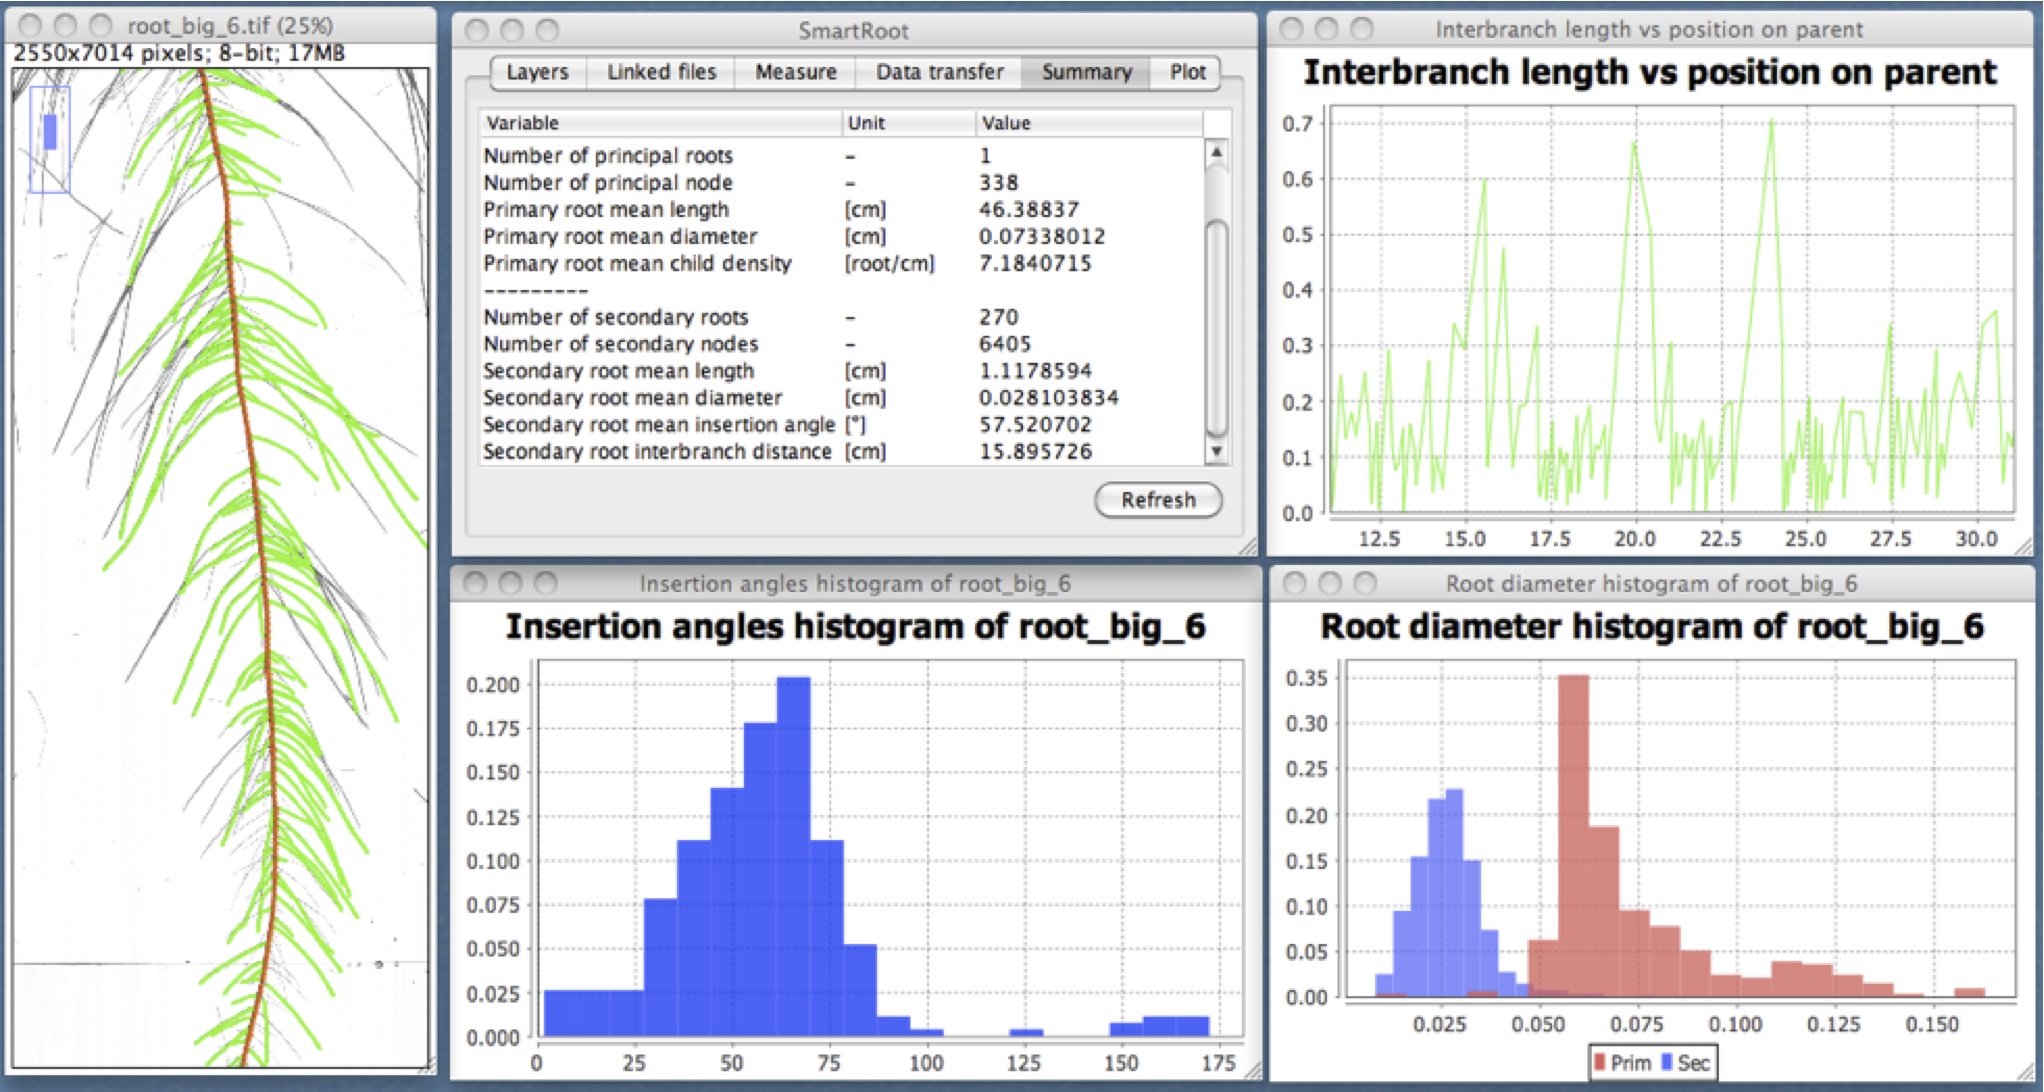 root_big_6.tif (25%)
2550x7014 pixels; 8-bit; 17MB
SmartRoot
Layers Linked files Measure Data transfer Summary Plot
Variable Unit Value
Number of principal roots - 1
Number of principal node - 338
Primary root mean length [cm] 46.38837
Primary root mean diameter [cm] 0.07338012
Primary root mean child density [root/cm] 7.1840715
---------
Number of secondary roots - 270
Number of secondary nodes - 6405
Secondary root mean length [cm] 1.1178594
Secondary root mean diameter [cm] 0.028103834
Secondary root mean insertion angle [°] 57.520702
Secondary root interbranch distance [cm] 15.895726
Refresh
Interbranch length vs position on parent
Interbranch length vs position on parent
0.7
0.6
0.5
0.4
0.3
0.2
0.1
0.0
12.5 15.0 17.5 20.0 22.5 25.0 27.5 30.0
Insertion angles histogram of root_big_6
Insertion angles histogram of root_big_6
0.200
0.175
0.150
0.125
0.100
0.075
0.050
0.025
0.000
0 25 50 75 100 125 150 175
Root diameter histogram of root_big_6
Root diameter histogram of root_big_6
0.35
0.30
0.25
0.20
0.15
0.10
0.05
0.00
0.025 0.050 0.075 0.100 0.125 0.150
Prim Sec